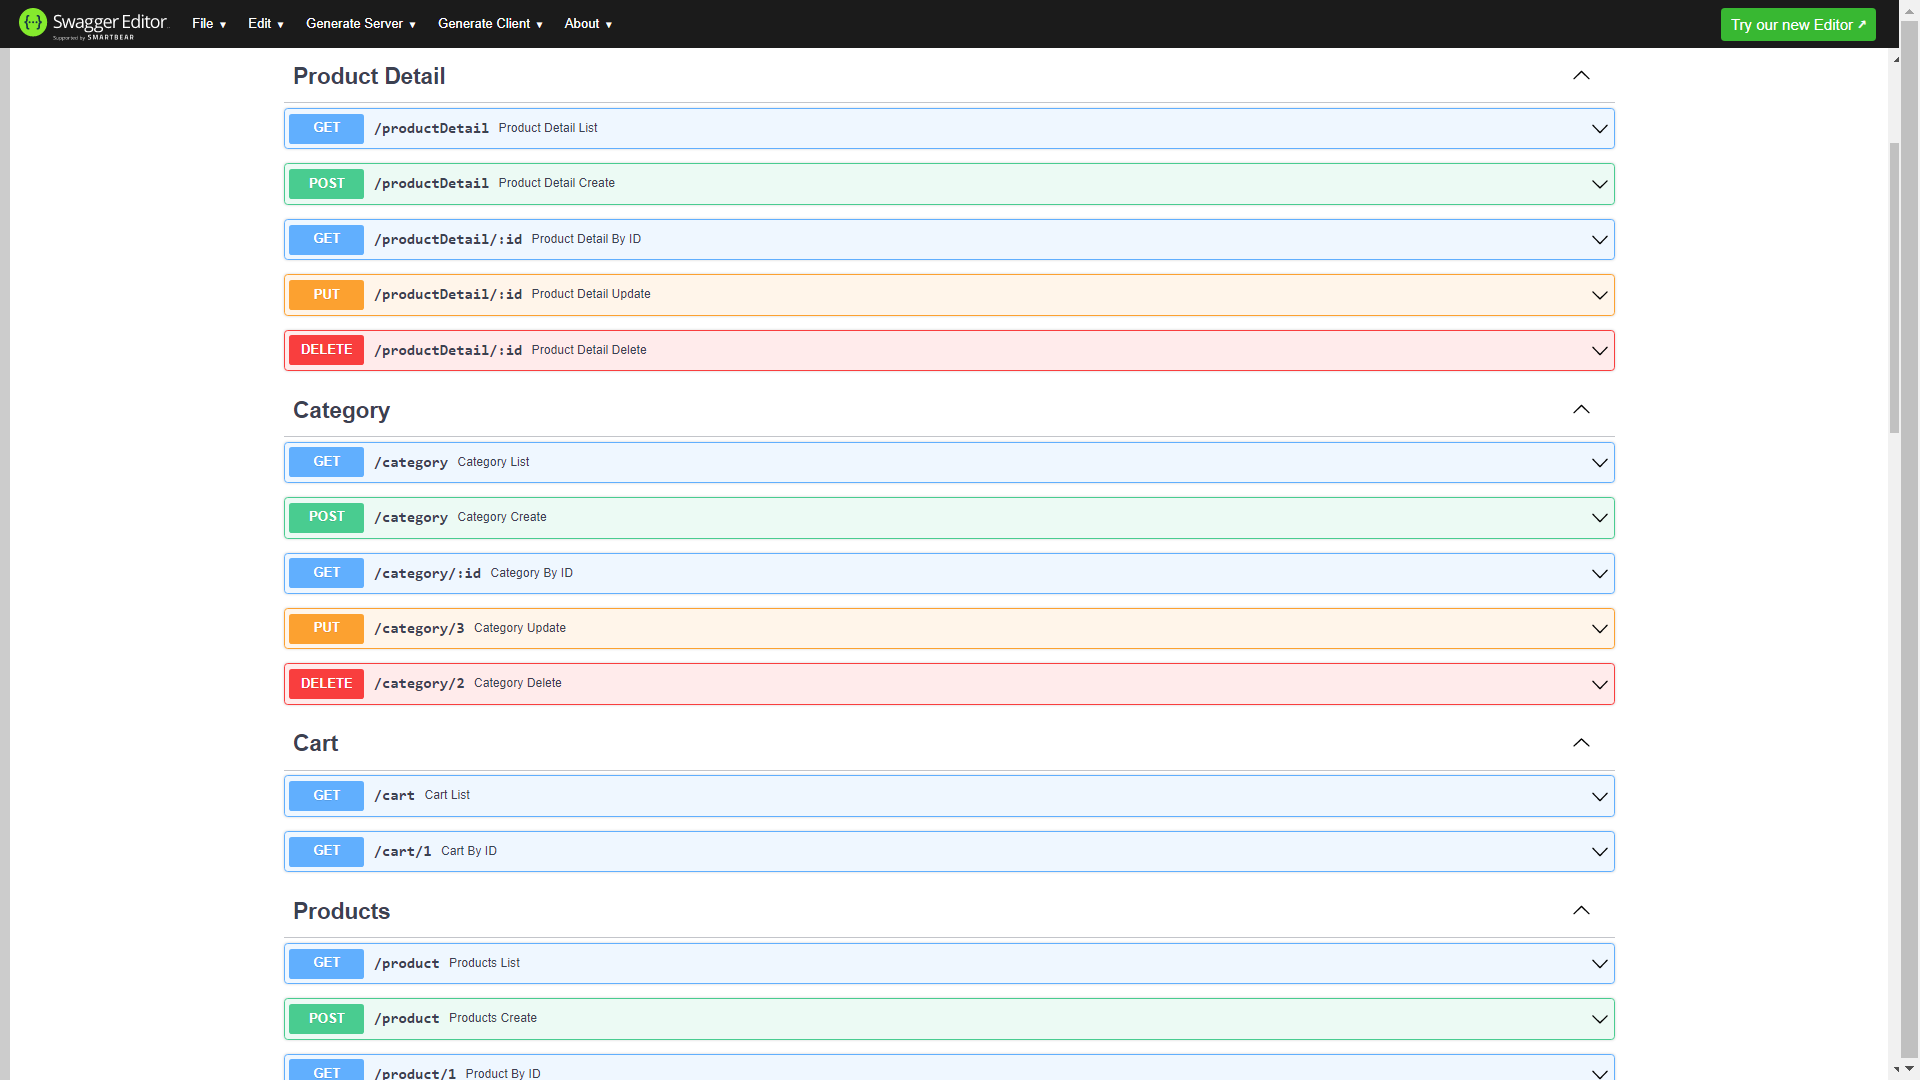 Swagger Editor
Supported by SMARTBEAR
File Edit Generate Server Generate Client About
Try our new Editor
Product Detail
GET /productDetail Product Detail List
POST /productDetail Product Detail Create
GET /productDetail/:id Product Detail By ID
PUT /productDetail/:id Product Detail Update
DELETE /productDetail/:id Product Detail Delete
Category
GET /category Category List
POST /category Category Create
GET /category/:id Category By ID
PUT /category/3 Category Update
DELETE /category/2 Category Delete
Cart
GET /cart Cart List
GET /cart/1 Cart By ID
Products
GET /product Products List
POST /product Products Create
GET /product/1 Product By ID